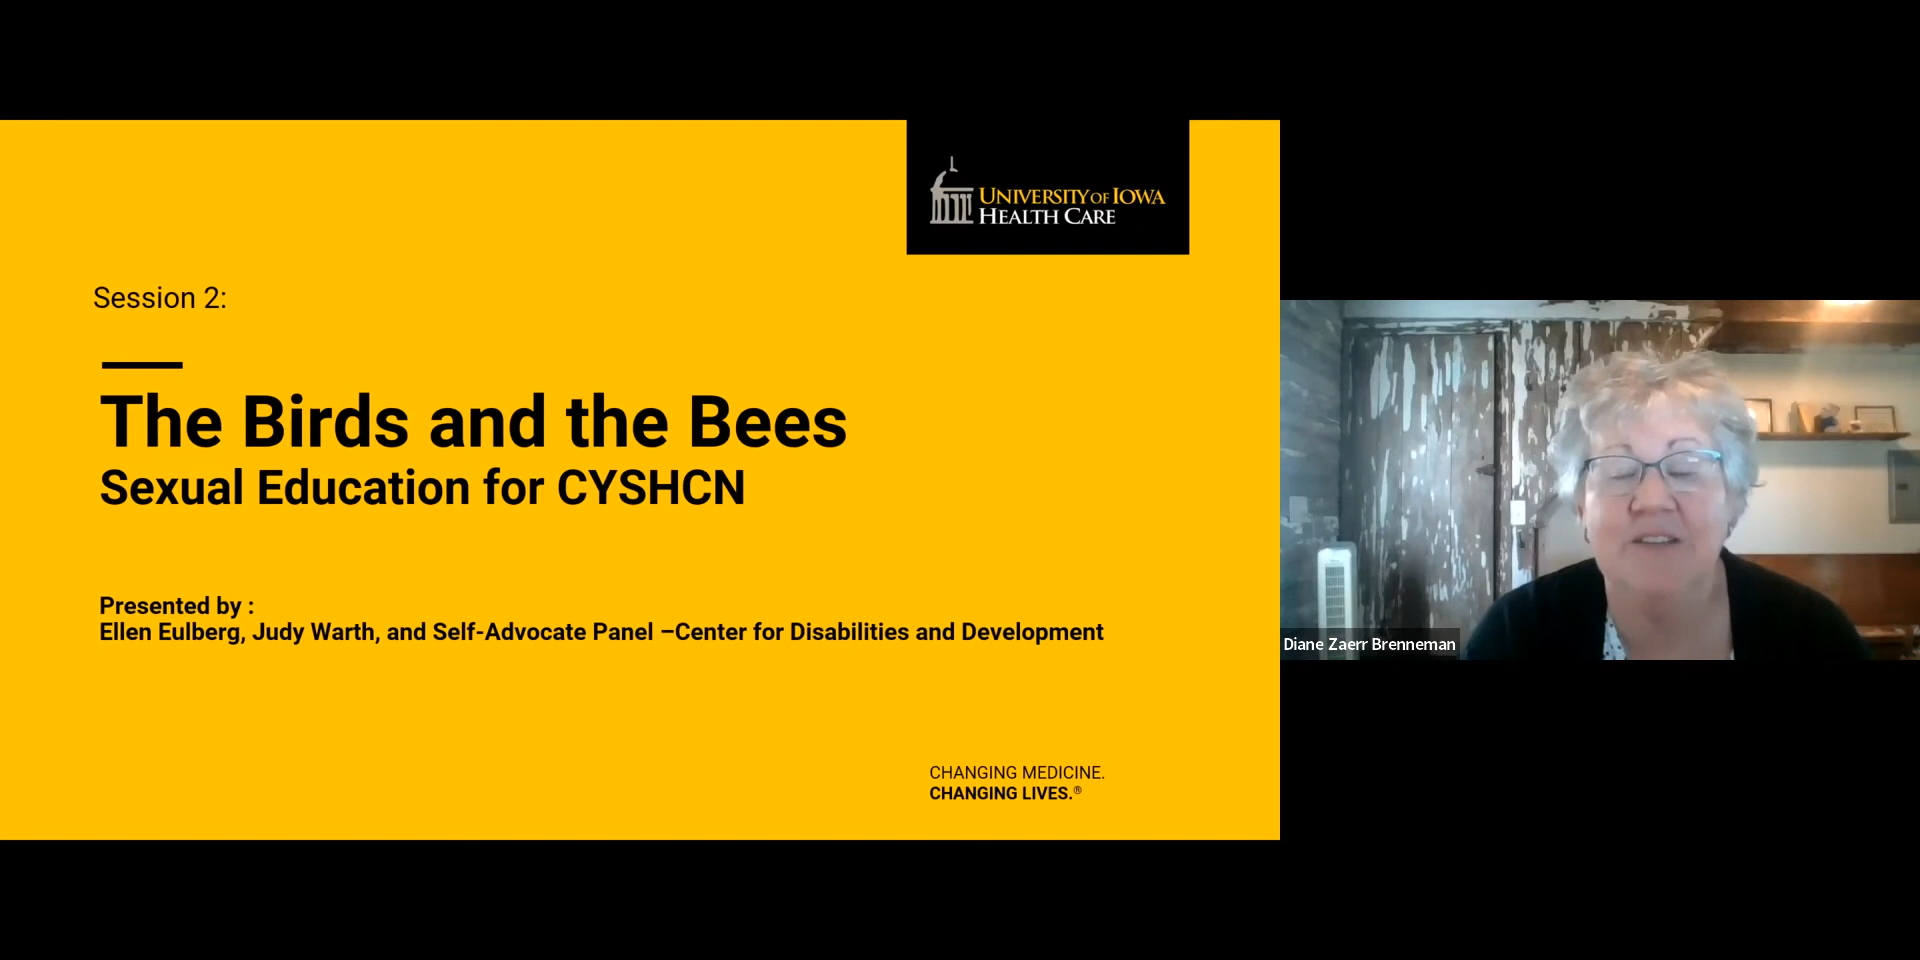 UNIVERSITY OF IOWA
HEALTH CARE
Session 2:
The Birds and the Bees
Sexual Education for CYSHCN
Presented by :
Ellen Eulberg, Judy Warth, and Self-Advocate Panel –Center for Disabilities and Development
CHANGING MEDICINE.
CHANGING LIVES.®
Diane Zaerr Brenneman